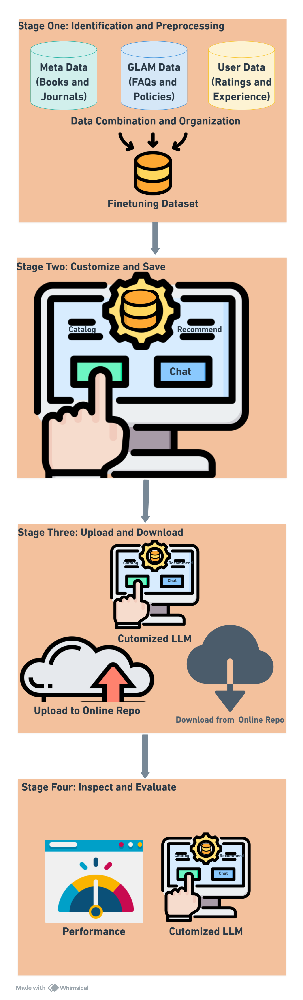 Stage One: Identification and Preprocessing
Meta Data
(Books and
Journals)
GLAM Data
(FAQs and
Policies)
User Data
(Ratings and
Experience)
Data Combination and Organization
Finetuning Dataset
Stage Two: Customize and Save
Catalog
Recommend
Chat
Stage Three: Upload and Download
Catalog
Recommend
Chat
Cutomized LLM
Upload to Online Repo
Download from Online Repo
Stage Four: Inspect and Evaluate
Catalog
Recommend
Chat
Performance
Cutomized LLM
Made with Whimsical